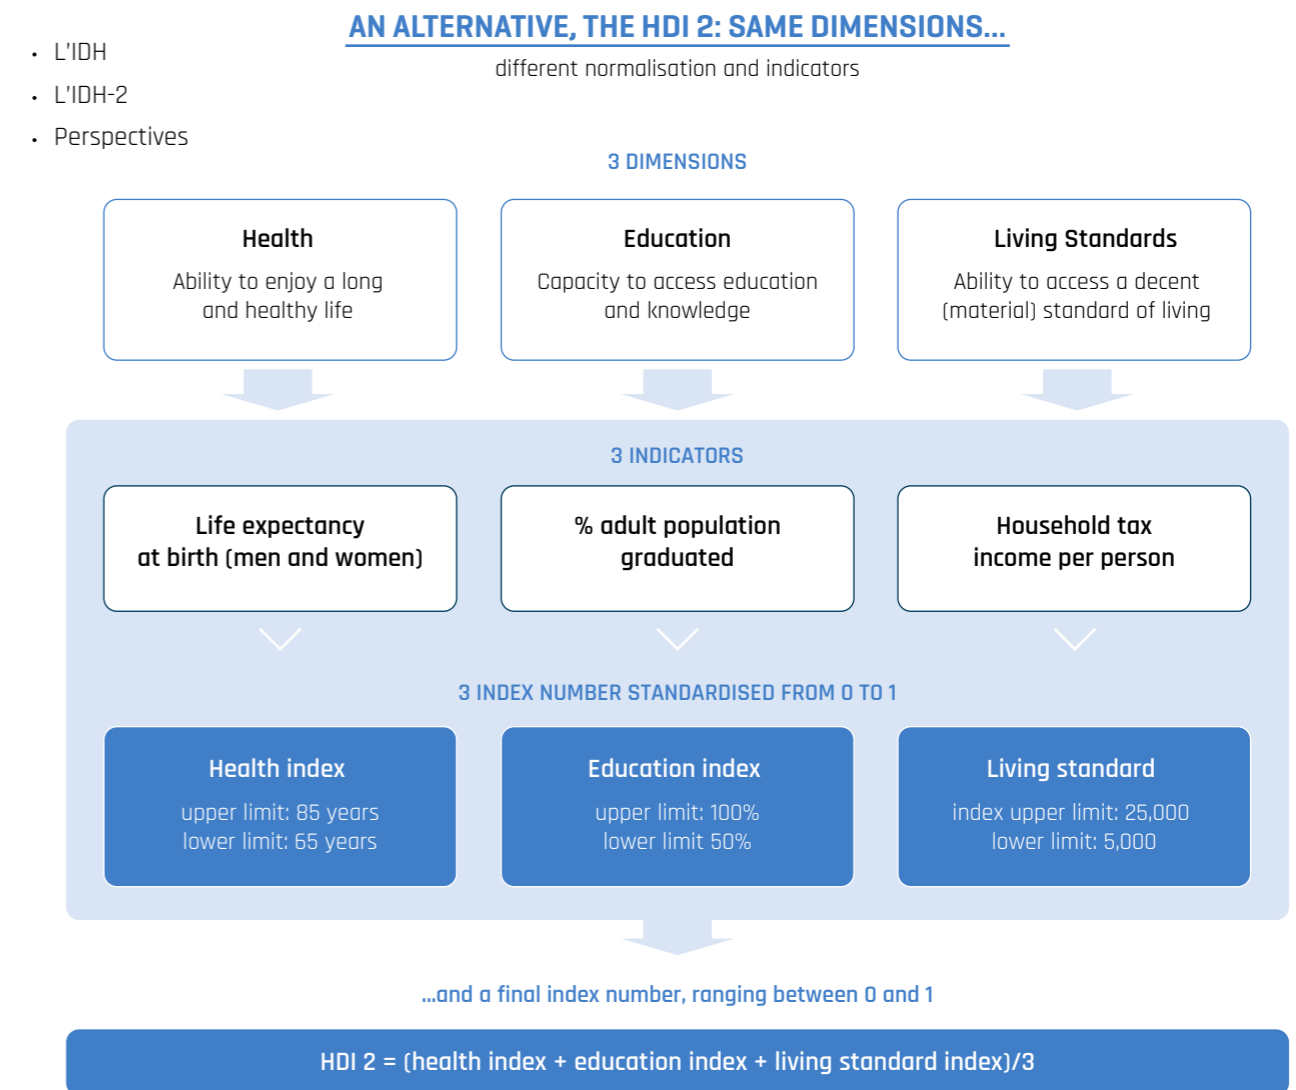 AN ALTERNATIVE, THE HDI 2: SAME DIMENSIONS...
different normalisation and indicators
• L'IDH
• L'IDH-2
• Perspectives
3 DIMENSIONS
Health
Ability to enjoy a long
and healthy life
Education
Capacity to access education
and knowledge
Living Standards
Ability to access a decent
(material) standard of living
3 INDICATORS
Life expectancy
at birth (men and women)
% adult population
graduated
Household tax
income per person
3 INDEX NUMBER STANDARDISED FROM 0 TO 1
Health index
upper limit: 85 years
lower limit: 65 years
Education index
upper limit: 100%
lower limit 50%
Living standard
index upper limit: 25,000
lower limit: 5,000
...and a final index number, ranging between 0 and 1
HDI 2 = (health index + education index + living standard index)/3